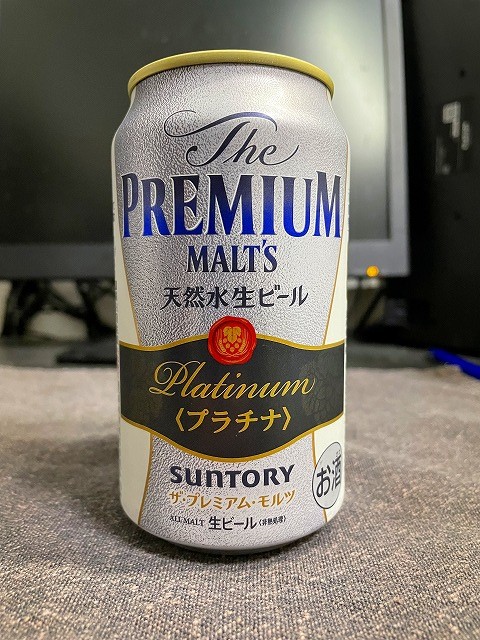 The
PREMIUM
MALT'S
天然水生ビール
Platinum
〈プラチナ〉
SUNTORY
ザ・プレミアム・モルツ
お酒
ALL MALT 生ビール〈非熱処理〉